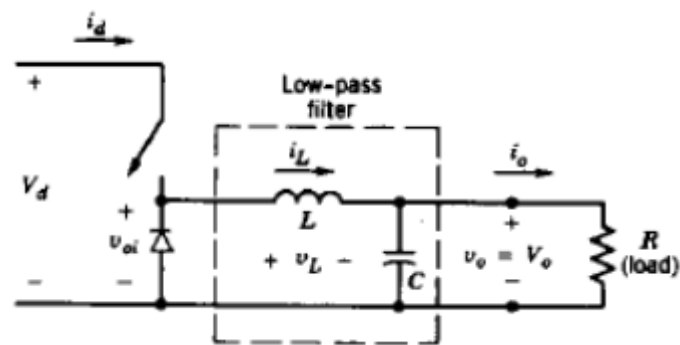 i_d
+
Low-pass
filter
i_L
i_o
V_d
+
v_oi
L
+ v_L −
C
+
v_o = V_o
R
(load)
−
−
−